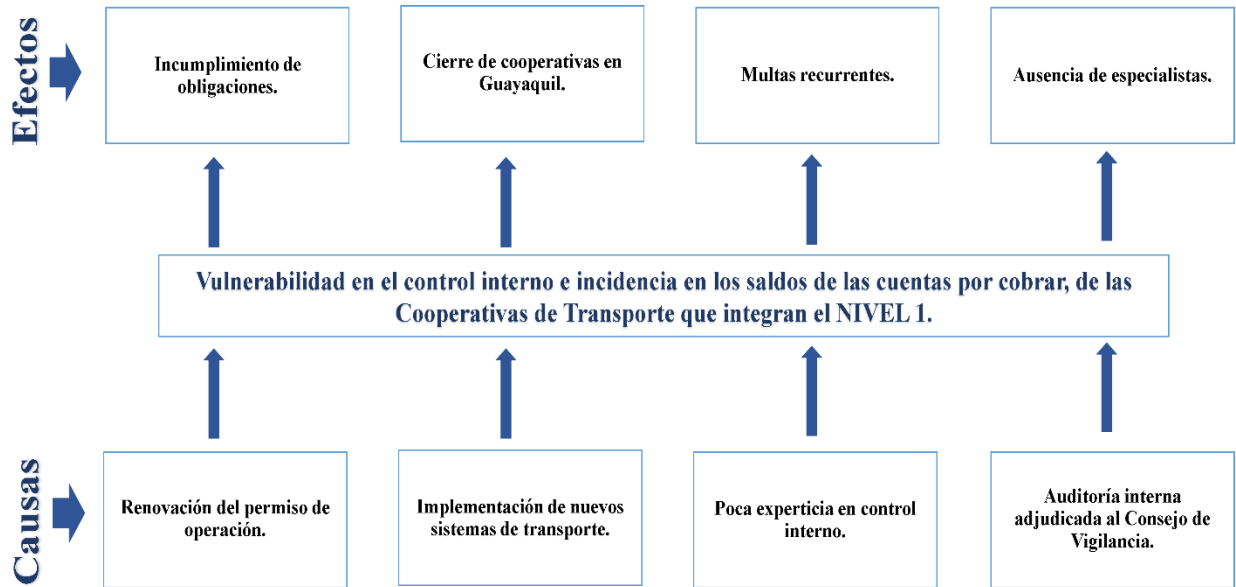 Efectos
Incumplimiento de
obligaciones.
Cierre de cooperativas en
Guayaquil.
Multas recurrentes.
Ausencia de especialistas.
Vulnerabilidad en el control interno e incidencia en los saldos de las cuentas por cobrar, de las
Cooperativas de Transporte que integran el NIVEL 1.
Causas
Renovación del permiso de
operación.
Implementación de nuevos
sistemas de transporte.
Poca experticia en control
interno.
Auditoría interna
adjudicada al Consejo de
Vigilancia.